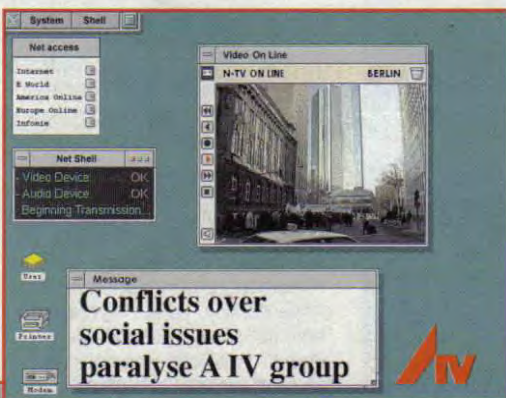 System Shell
Net access
Internet
E World
America Online
Europe Online
Infonie
Net Shell
- Video Device OK
- Audio Device OK
Beginning Transmission...
User
Printer
Modem
Video On Line
N-TV ON LINE BERLIN
Message
Conflicts over
social issues
paralyse A IV group
IV